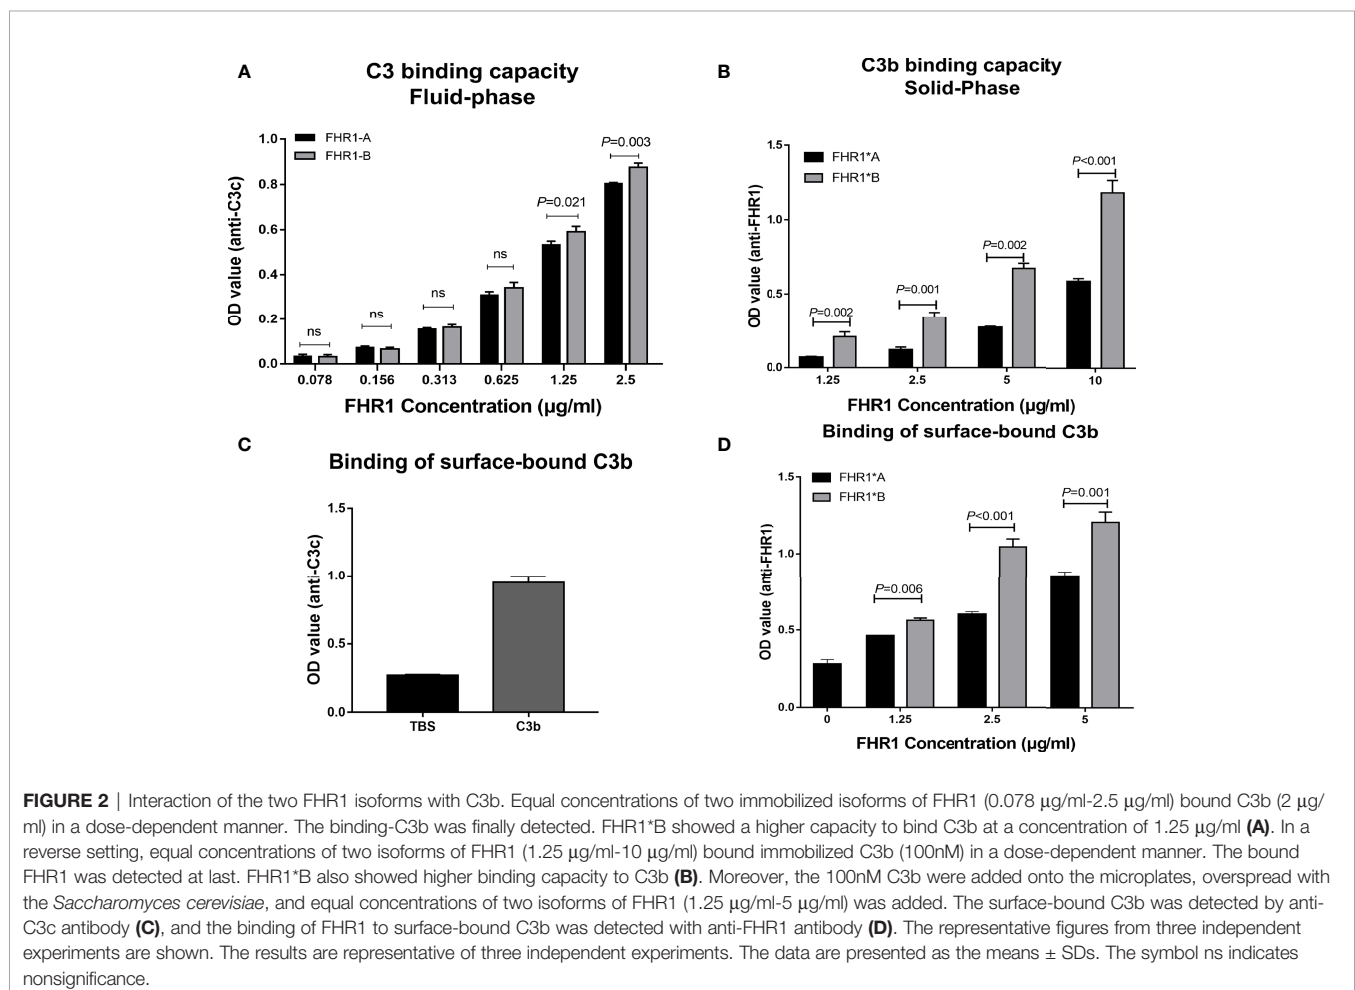 A
C3 binding capacity
Fluid-phase
FHR1-A
FHR1-B
OD value (anti-C3c)
1.0
0.8
0.6
0.4
0.2
0.0
ns
ns
ns
ns
P=0.021
P=0.003
0.078 0.156 0.313 0.625 1.25 2.5
FHR1 Concentration (μg/ml)
B
C3b binding capacity
Solid-Phase
FHR1*A
FHR1*B
OD value (anti-FHR1)
1.5
1.0
0.5
0.0
P=0.002
P=0.001
P=0.002
P<0.001
1.25 2.5 5 10
FHR1 Concentration (μg/ml)
C
Binding of surface-bound C3b
OD value (anti-C3c)
1.5
1.0
0.5
0.0
TBS C3b
D
Binding of surface-bound C3b
FHR1*A
FHR1*B
OD value (anti-FHR1)
1.5
1.0
0.5
0.0
P=0.006
P<0.001
P=0.001
0 1.25 2.5 5
FHR1 Concentration (μg/ml)
FIGURE 2 | Interaction of the two FHR1 isoforms with C3b. Equal concentrations of two immobilized isoforms of FHR1 (0.078 μg/ml-2.5 μg/ml) bound C3b (2 μg/
ml) in a dose-dependent manner. The binding-C3b was finally detected. FHR1*B showed a higher capacity to bind C3b at a concentration of 1.25 μg/ml (A). In a
reverse setting, equal concentrations of two isoforms of FHR1 (1.25 μg/ml-10 μg/ml) bound immobilized C3b (100nM) in a dose-dependent manner. The bound
FHR1 was detected at last. FHR1*B also showed higher binding capacity to C3b (B). Moreover, the 100nM C3b were added onto the microplates, overspread with
the Saccharomyces cerevisiae, and equal concentrations of two isoforms of FHR1 (1.25 μg/ml-5 μg/ml) was added. The surface-bound C3b was detected by anti-
C3c antibody (C), and the binding of FHR1 to surface-bound C3b was detected with anti-FHR1 antibody (D). The representative figures from three independent
experiments are shown. The results are representative of three independent experiments. The data are presented as the means ± SDs. The symbol ns indicates
nonsignificance.